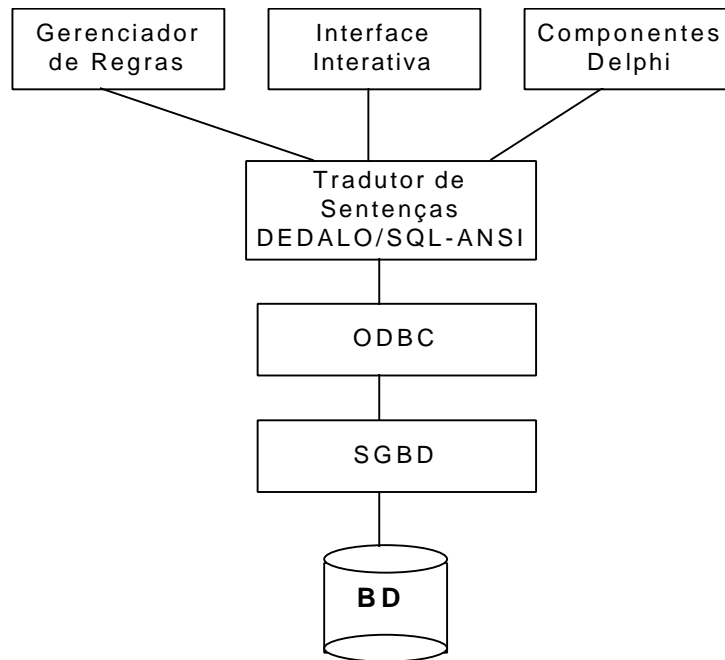 Gerenciador
de Regras
Interface
Interativa
Componentes
Delphi
Tradutor de
Sentenças
DEDALO/SQL-ANSI
ODBC
SGBD
BD